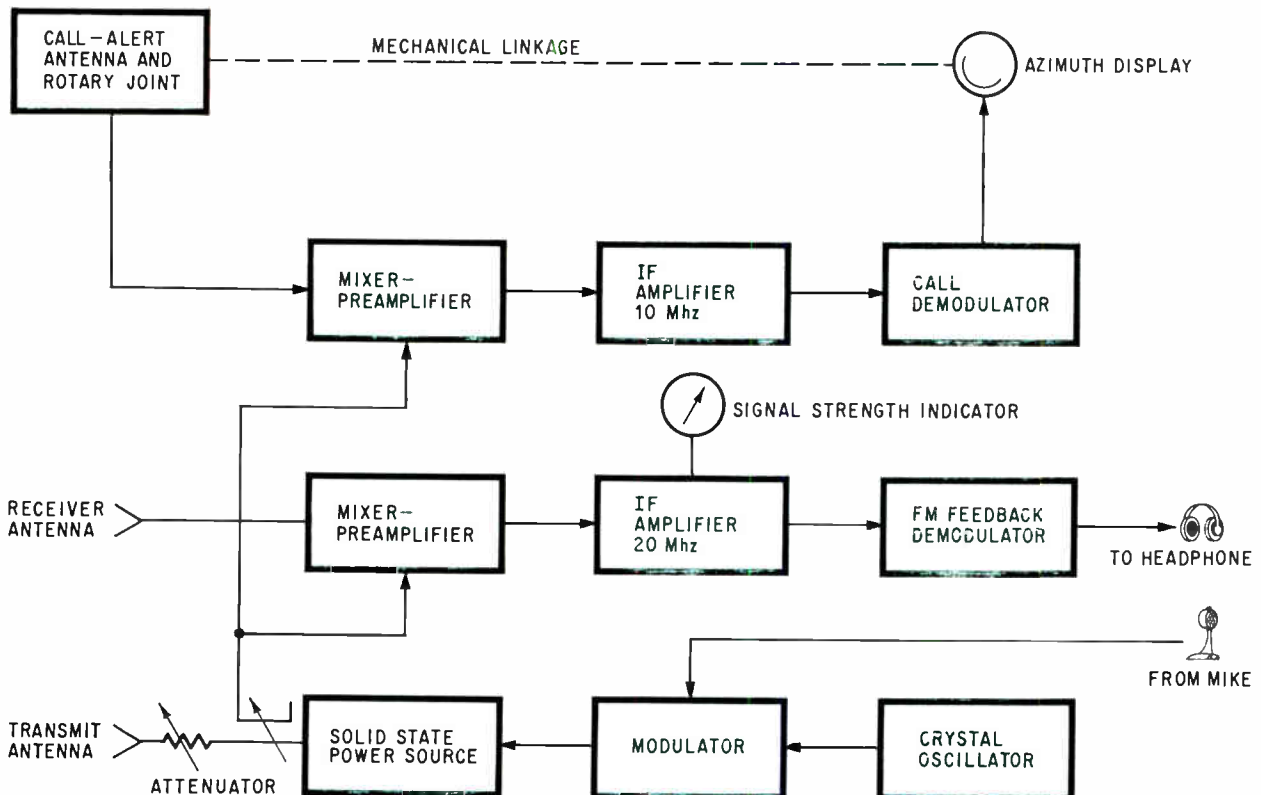 CALL-ALERT
ANTENNA AND
ROTARY JOINT
MECHANICAL LINKAGE
AZIMUTH DISPLAY
MIXER-
PREAMPLIFIER
IF
AMPLIFIER
10 Mhz
CALL
DEMODULATOR
SIGNAL STRENGTH INDICATOR
RECEIVER
ANTENNA
MIXER-
PREAMPLIFIER
IF
AMPLIFIER
20 Mhz
FM FEEDBACK
DEMODULATOR
TO HEADPHONE
FROM MIKE
TRANSMIT
ANTENNA
ATTENUATOR
SOLID STATE
POWER SOURCE
MODULATOR
CRYSTAL
OSCILLATOR